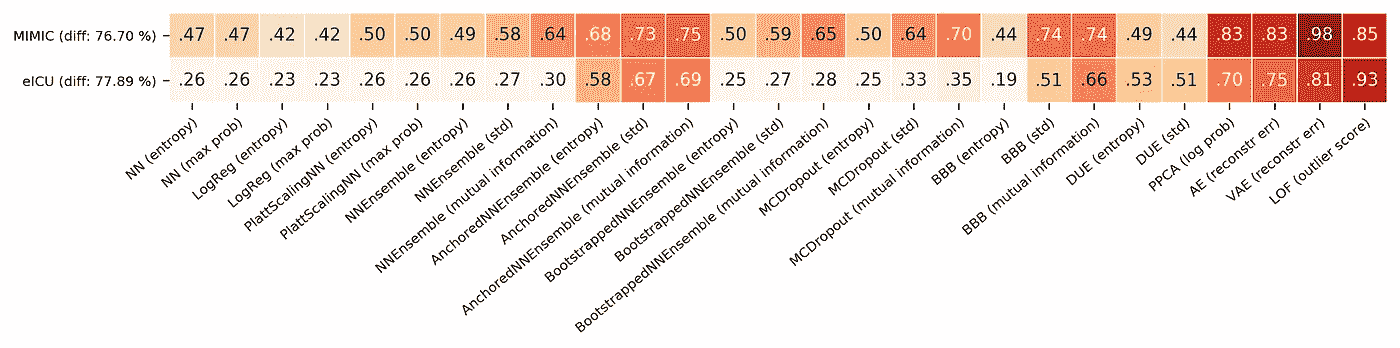 MIMIC (diff: 76.70 %) .47 .47 .42 .42 .50 .50 .49 .58 .64 .68 .73 .75 .50 .59 .65 .50 .64 .70 .44 .74 .74 .49 .44 .83 .83 .98 .85
eICU (diff: 77.89 %) .26 .26 .23 .23 .26 .26 .27 .30 .58 .67 .69 .25 .27 .28 .25 .33 .35 .19 .51 .66 .53 .51 .70 .75 .81 .93
NN (entropy)
NN (max prob)
LogReg (entropy)
LogReg (max prob)
PlattScalingNN (entropy)
PlattScalingNN (max prob)
NNEnsemble (entropy)
NNEnsemble (std)
NNEnsemble (mutual information)
AnchoredNNEnsemble (entropy)
AnchoredNNEnsemble (std)
AnchoredNNEnsemble (mutual information)
BootstrappedNNEnsemble (entropy)
BootstrappedNNEnsemble (std)
BootstrappedNNEnsemble (mutual information)
MCDropout (entropy)
MCDropout (std)
MCDropout (mutual information)
BBB (entropy)
BBB (std)
BBB (mutual information)
DUE (entropy)
DUE (std)
PPCA (log prob)
AE (reconstr err)
VAE (reconstr err)
LOF (outlier score)